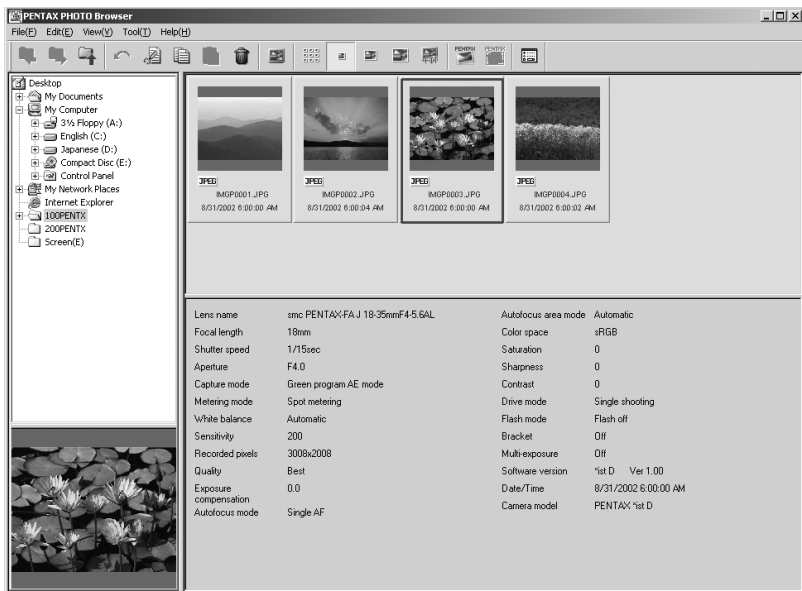 PENTAX PHOTO Browser
File(F) Edit(E) View(V) Tool(T) Help(H)
PENTAX PENTAX
Desktop
My Documents
My Computer
3½ Floppy (A:)
English (C:)
Japanese (D:)
Compact Disc (E:)
Control Panel
My Network Places
Internet Explorer
100PENTX
200PENTX
Screen(E)
JPEG JPEG JPEG JPEG
IMGP0001.JPG IMGP0002.JPG IMGP0003.JPG IMGP0004.JPG
8/31/2002 6:00:00 AM 8/31/2002 6:00:04 AM 8/31/2002 6:00:00 AM 8/31/2002 6:00:02 AM
Lens name smc PENTAX-FA J 18-35mmF4-5.6AL
Focal length 18mm
Shutter speed 1/15sec
Aperture F4.0
Capture mode Green program AE mode
Metering mode Spot metering
White balance Automatic
Sensitivity 200
Recorded pixels 3008x2008
Quality Best
Exposure compensation 0.0
Autofocus mode Single AF
Autofocus area mode Automatic
Color space sRGB
Saturation 0
Sharpness 0
Contrast 0
Drive mode Single shooting
Flash mode Flash off
Bracket Off
Multi-exposure Off
Software version *ist D Ver 1.00
Date/Time 8/31/2002 6:00:00 AM
Camera model PENTAX *ist D